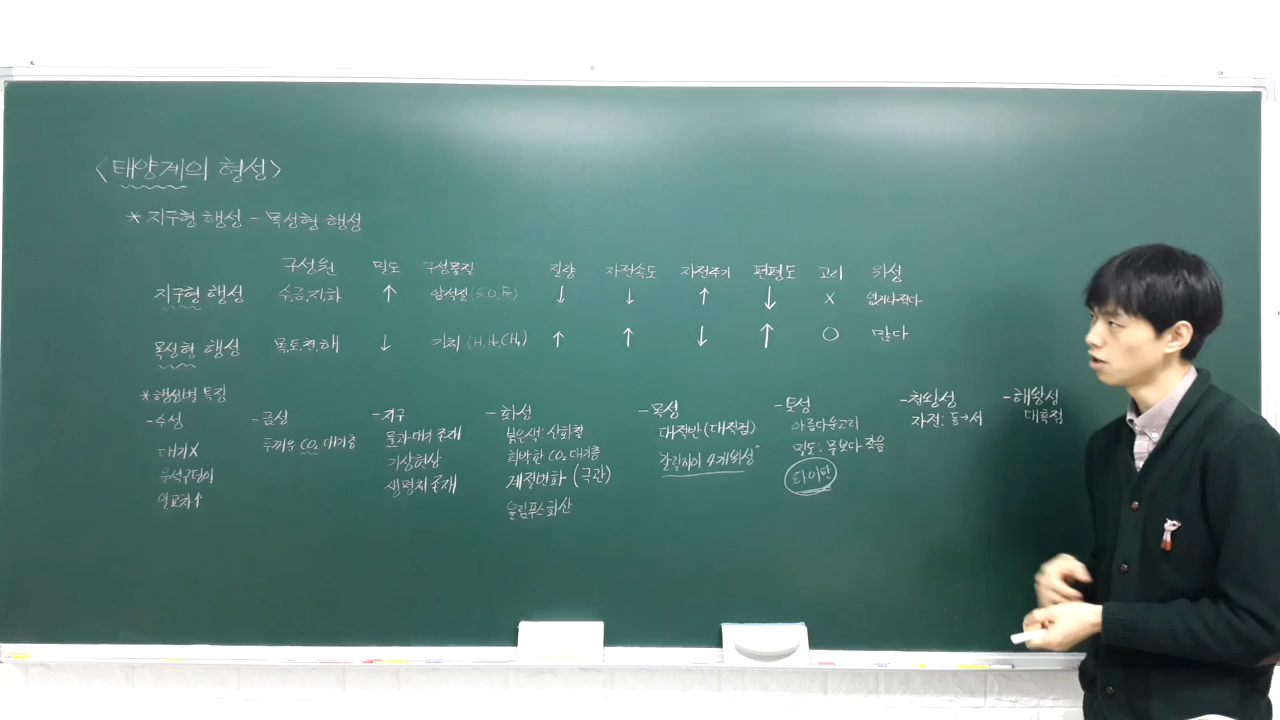 <태양계의 형성>
* 지구형 행성 - 목성형 행성
구성원 밀도 구성물질 질량 자전속도 자전주기 편평도 고리 위성
지구형 행성 수,금,지,화 ↑ 암석질(Si,O,Fe) ↓ ↓ ↑ ↓ X 없거나 적다
목성형 행성 목,토,천,해 ↓ 기체 (H,He,CH₄) ↑ ↑ ↓ ↑ O 많다
* 행성별 특징
- 수성
대기X
운석구덩이
일교차↑
- 금성
두꺼운 CO₂ 대기층
- 지구
물과 대기 존재
기상현상
생명체 존재
- 화성
붉은색: 산화철
희박한 CO₂ 대기층
계절변화 (극관)
올림푸스 화산
- 목성
대적반(대적점)
갈릴레이 4개위성
- 토성
아름다운고리
밀도: 물보다 작음
타이탄
- 천왕성
자전: 동→서
- 해왕성
대흑점